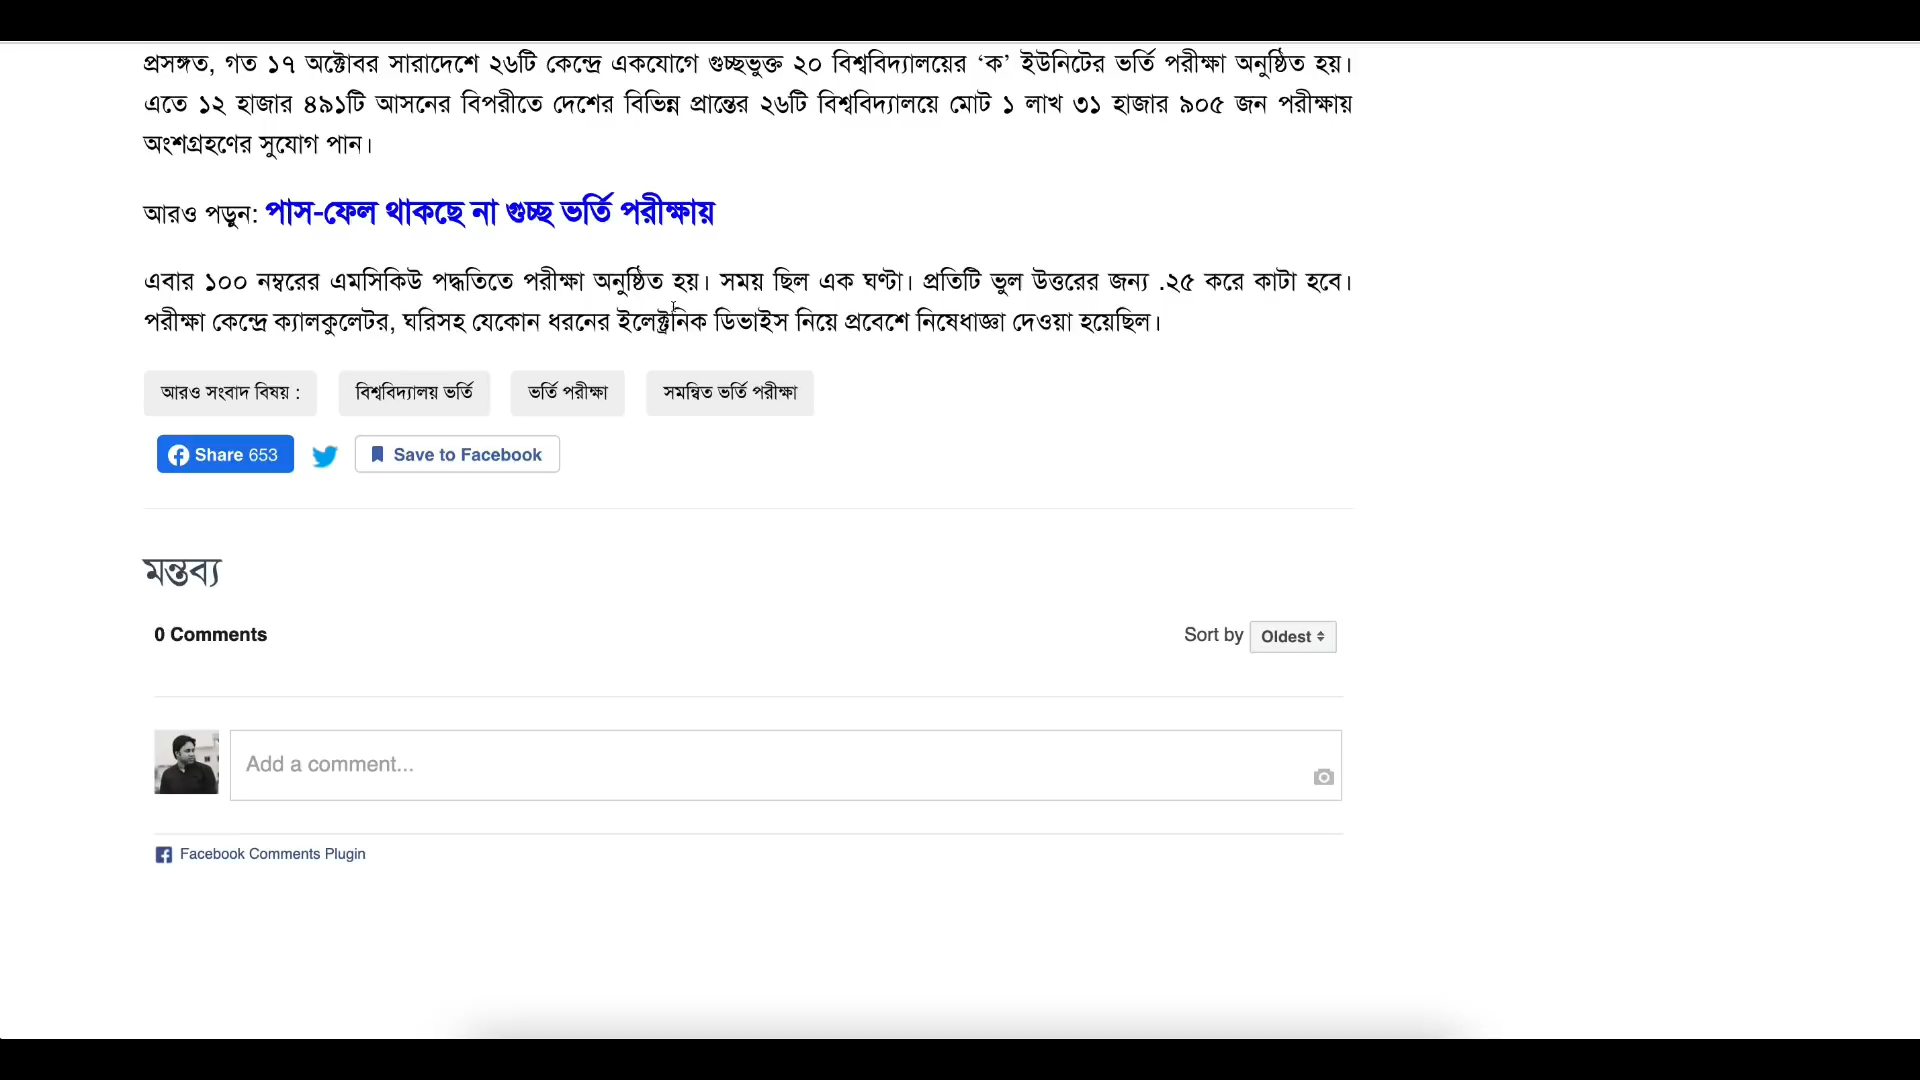 প্রসঙ্গত, গত ১৭ অক্টোবর সারাদেশে ২৬টি কেন্দ্রে একযোগে গুচ্ছভুক্ত ২০ বিশ্ববিদ্যালয়ের ‘ক’ ইউনিটের ভর্তি পরীক্ষা অনুষ্ঠিত হয়।
এতে ১২ হাজার ৪৯১টি আসনের বিপরীতে দেশের বিভিন্ন প্রান্তের ২৬টি বিশ্ববিদ্যালয়ে মোট ১ লাখ ৩১ হাজার ৯০৫ জন পরীক্ষায়
অংশগ্রহণের সুযোগ পান।
আরও পড়ুন: পাস-ফেল থাকছে না গুচ্ছ ভর্তি পরীক্ষায়
এবার ১০০ নম্বরের এমসিকিউ পদ্ধতিতে পরীক্ষা অনুষ্ঠিত হয়। সময় ছিল এক ঘণ্টা। প্রতিটি ভুল উত্তরের জন্য .২৫ করে কাটা হবে।
পরীক্ষা কেন্দ্রে ক্যালকুলেটর, ঘরিসহ যেকোন ধরনের ইলেক্ট্রনিক ডিভাইস নিয়ে প্রবেশে নিষেধাজ্ঞা দেওয়া হয়েছিল।
আরও সংবাদ বিষয় : বিশ্ববিদ্যালয় ভর্তি ভর্তি পরীক্ষা সমন্বিত ভর্তি পরীক্ষা
Share 653 Save to Facebook
মন্তব্য
0 Comments Sort by Oldest
Add a comment...
Facebook Comments Plugin